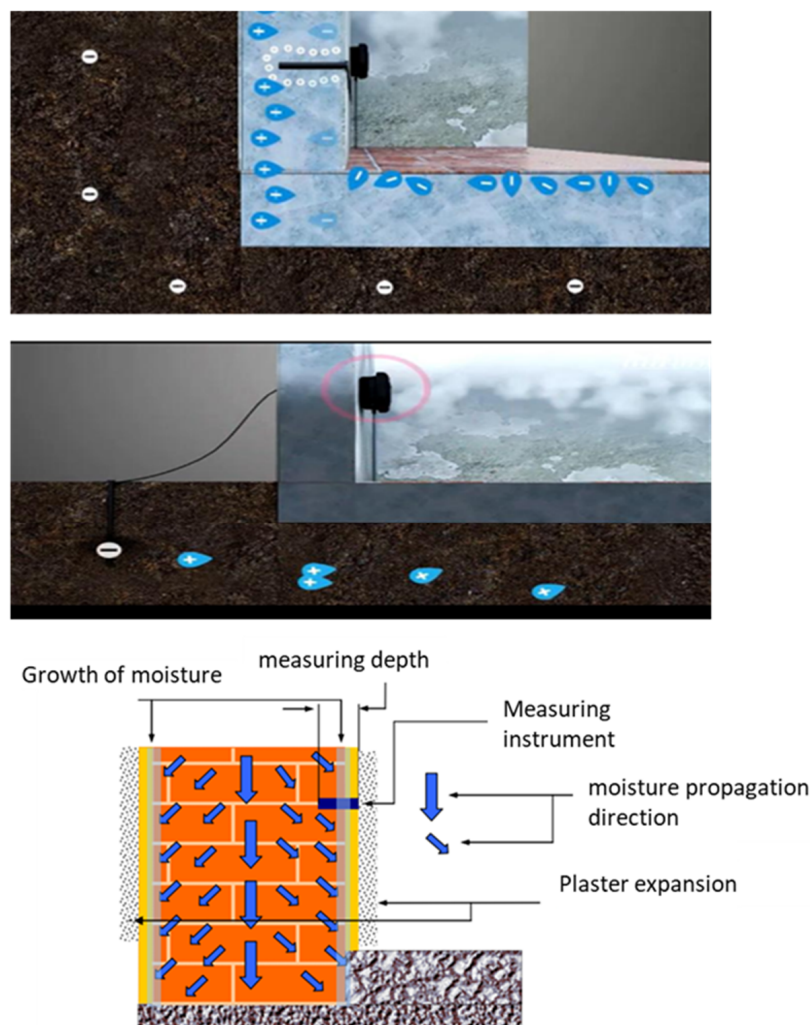 Growth of moisture
measuring depth
Measuring
instrument
moisture propagation
direction
Plaster expansion